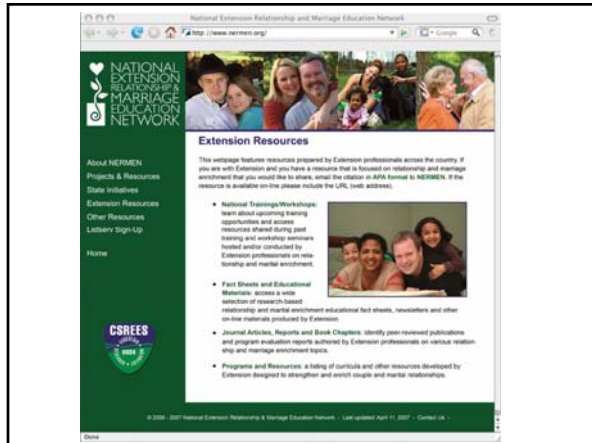 National Extension Relationship and Marriage Education Network
http://www.nermen.org/
Google
NATIONAL
EXTENSION
RELATIONSHIP &
MARRIAGE
EDUCATION
NETWORK
About NERMEN
Projects & Resources
State Initiatives
Extension Resources
Other Resources
Listserv Sign-Up
Home
CSREES
Extension Resources
This webpage features resources prepared by Extension professionals across the country. If
you are with Extension and you have a resource that is focused on relationship and marriage
enrichment that you would like to share, email the citation in APA format to NERMEN. If the
resource is available on-line please include the URL (web address).
• National Trainings/Workshops:
learn about upcoming training
opportunities and access
resources shared during past
training and workshop seminars
hosted and/or conducted by
Extension professionals on rela-
tionship and marital enrichment.
• Fact Sheets and Educational
Materials: access a wide
selection of research-based
relationship and marital enrichment educational fact sheets, newsletters and other
on-line materials produced by Extension.
• Journal Articles, Reports and Book Chapters: identify peer-reviewed publications
and program evaluation reports authored by Extension professionals on various relation-
ship and marriage enrichment topics.
• Programs and Resources: a listing of curricula and other resources developed by
Extension designed to strengthen and enrich couple and marital relationships.
© 2006 - 2007 National Extension Relationship & Marriage Education Network - Last updated: April 11, 2007 - Contact Us -
Done